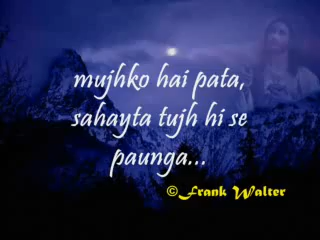 mujhko hai pata,
sahayta tujh hi se
paunga...
©Frank Walter